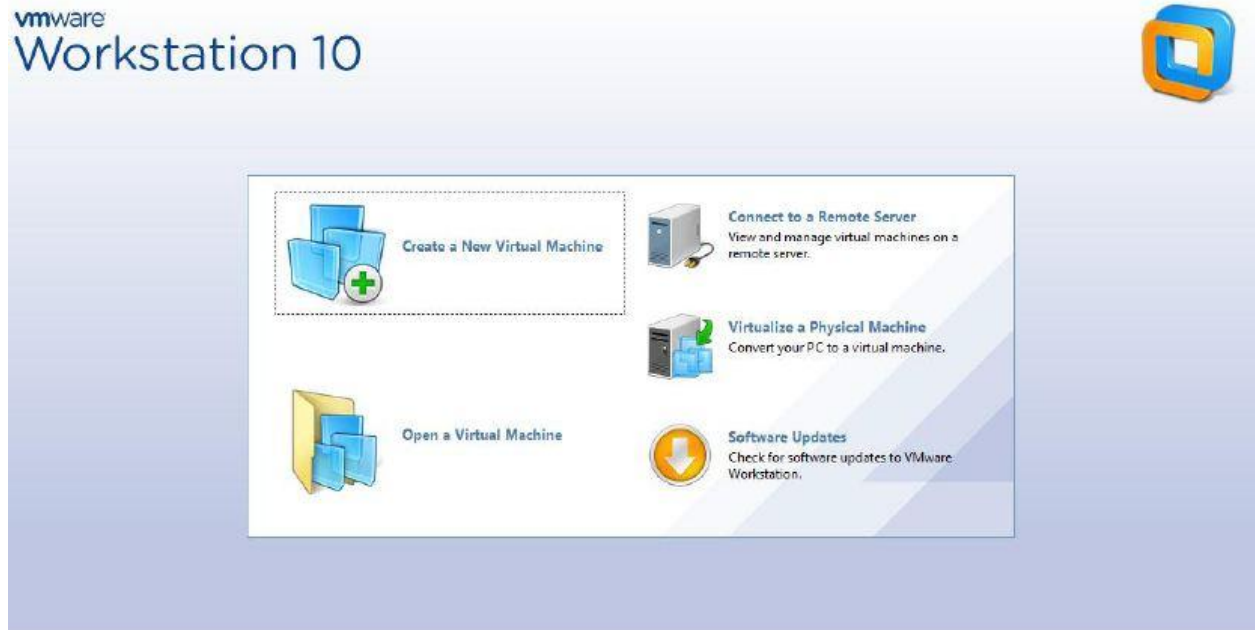 vmware
Workstation 10
Create a New Virtual Machine
Open a Virtual Machine
Connect to a Remote Server
View and manage virtual machines on a
remote server.
Virtualize a Physical Machine
Convert your PC to a virtual machine.
Software Updates
Check for software updates to VMware
Workstation.